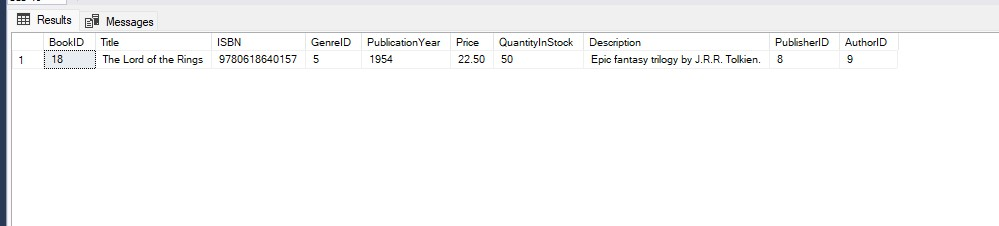 Results Messages
BookID Title ISBN GenreID PublicationYear Price QuantityInStock Description PublisherID AuthorID
1 18 The Lord of the Rings 9780618640157 5 1954 22.50 50 Epic fantasy trilogy by J.R.R. Tolkien. 8 9